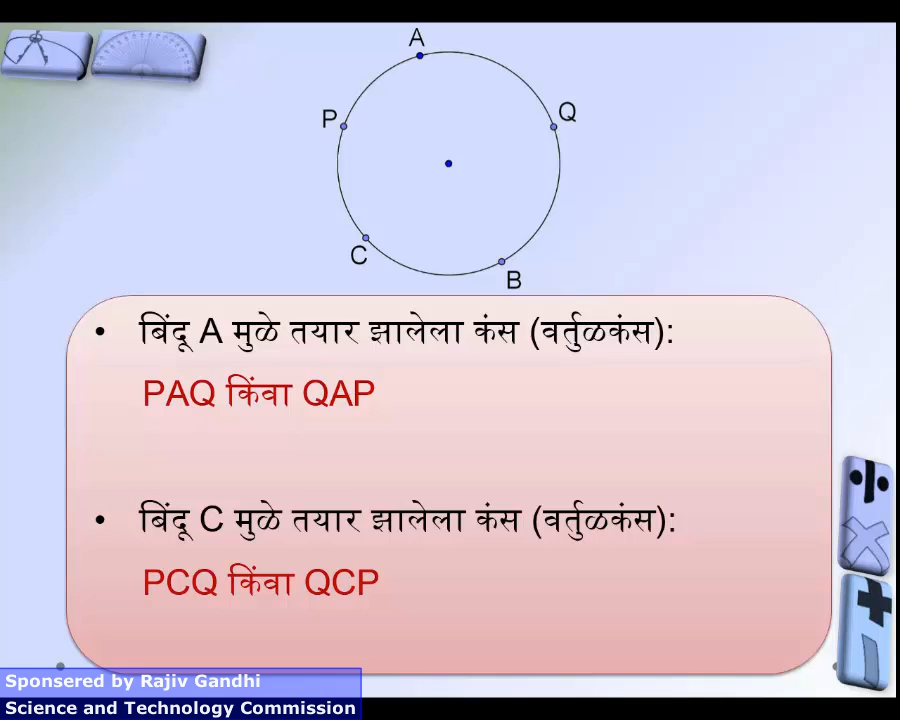 A
P
Q
C
B
• बिंदू A मुळे तयार झालेला कंस (वर्तुळकंस):
PAQ किंवा QAP
• बिंदू C मुळे तयार झालेला कंस (वर्तुळकंस):
PCQ किंवा QCP
Sponsered by Rajiv Gandhi
Science and Technology Commission